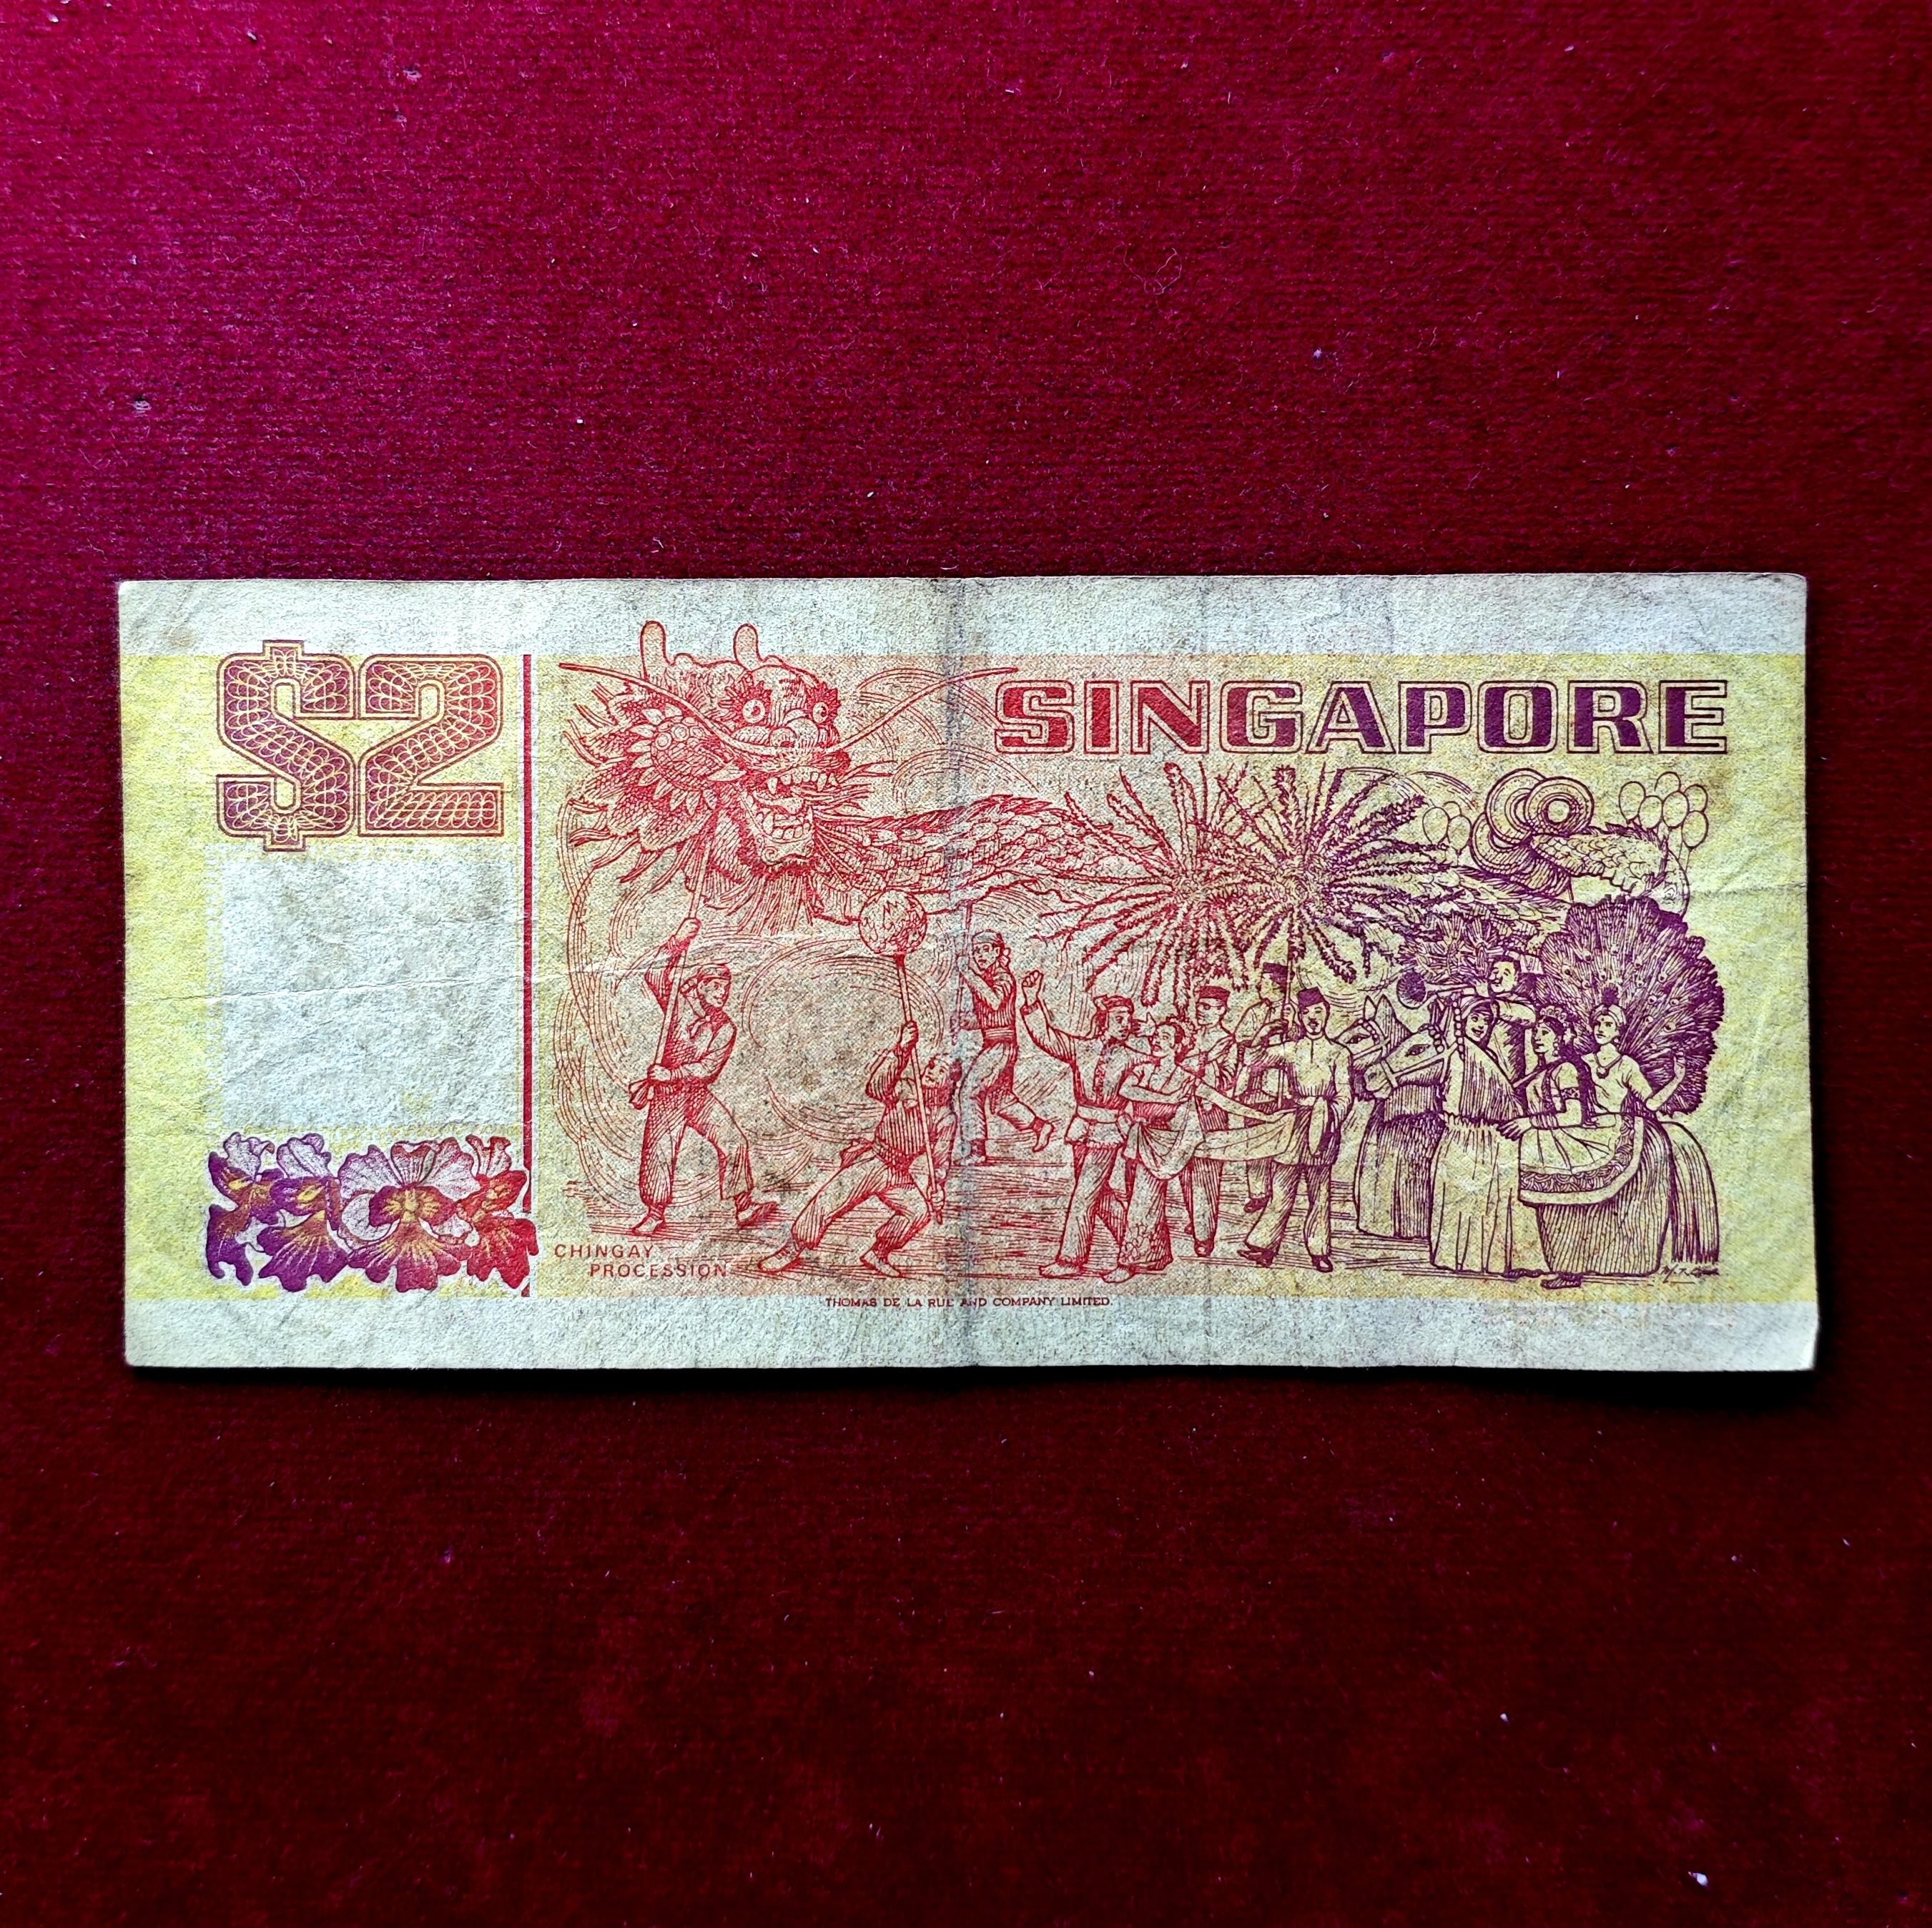 $2
SINGAPORE
CHINGAY
PROCESSION
THOMAS DE LA RUE AND COMPANY LIMITED.